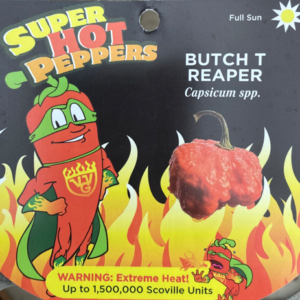 SUPER
HOT
PEPPERS
Full Sun
BUTCH T
REAPER
Capsicum spp.
WARNING: Extreme Heat!
Up to 1,500,000 Scoville Units